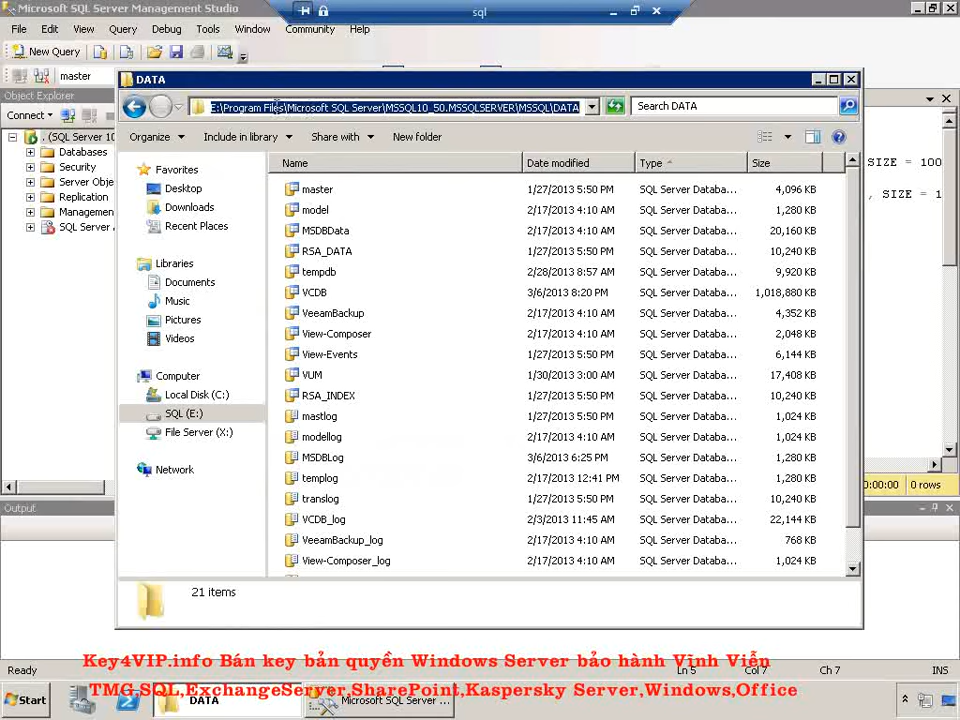 Microsoft SQL Server Management Studio
sql
File Edit View Query Debug Tools Window Community Help
New Query
master
Object Explorer
Connect
. (SQL Server 10
Databases
Security
Server Obje
Replication
Managemen
SQL Server
DATA
E:\Program Files\Microsoft SQL Server\MSSQL10_50.MSSQLSERVER\MSSQL\DATA
Search DATA
Organize Include in library Share with New folder
Favorites
Desktop
Downloads
Recent Places
Libraries
Documents
Music
Pictures
Videos
Computer
Local Disk (C:)
SQL (E:)
File Server (X:)
Network
Name Date modified Type Size
master 1/27/2013 5:50 PM SQL Server Databa... 4,096 KB
model 2/17/2013 4:10 AM SQL Server Databa... 1,280 KB
MSDBData 2/17/2013 4:10 AM SQL Server Databa... 20,160 KB
RSA_DATA 1/27/2013 5:50 PM SQL Server Databa... 10,240 KB
tempdb 2/28/2013 8:57 AM SQL Server Databa... 9,920 KB
VCDB 3/6/2013 8:20 PM SQL Server Databa... 1,018,880 KB
VeeamBackup 2/17/2013 4:10 AM SQL Server Databa... 4,352 KB
View-Composer 2/17/2013 4:10 AM SQL Server Databa... 2,048 KB
View-Events 1/27/2013 5:50 PM SQL Server Databa... 6,144 KB
VUM 1/30/2013 3:00 AM SQL Server Databa... 17,408 KB
RSA_INDEX 1/27/2013 5:50 PM SQL Server Databa... 10,240 KB
mastlog 1/27/2013 5:50 PM SQL Server Databa... 1,024 KB
modellog 2/17/2013 4:10 AM SQL Server Databa... 1,024 KB
MSDBLog 3/6/2013 6:25 PM SQL Server Databa... 1,280 KB
templog 2/17/2013 12:41 PM SQL Server Databa... 1,280 KB
translog 1/27/2013 5:50 PM SQL Server Databa... 10,240 KB
VCDB_log 2/3/2013 11:45 AM SQL Server Databa... 22,144 KB
VeeamBackup_log 2/17/2013 4:10 AM SQL Server Databa... 768 KB
View-Composer_log 2/17/2013 4:10 AM SQL Server Databa... 1,024 KB
21 items
SIZE = 100
, SIZE = 1
0:00:00 0 rows
Output
Key4VIP.info Bán key bản quyền Windows Server bảo hành Vĩnh Viễn
TMG,SQL,ExchangeServer,SharePoint,Kaspersky Server,Windows,Office
Ready Ln 5 Col 7 Ch 7 INS
Start DATA Microsoft SQL Server ...